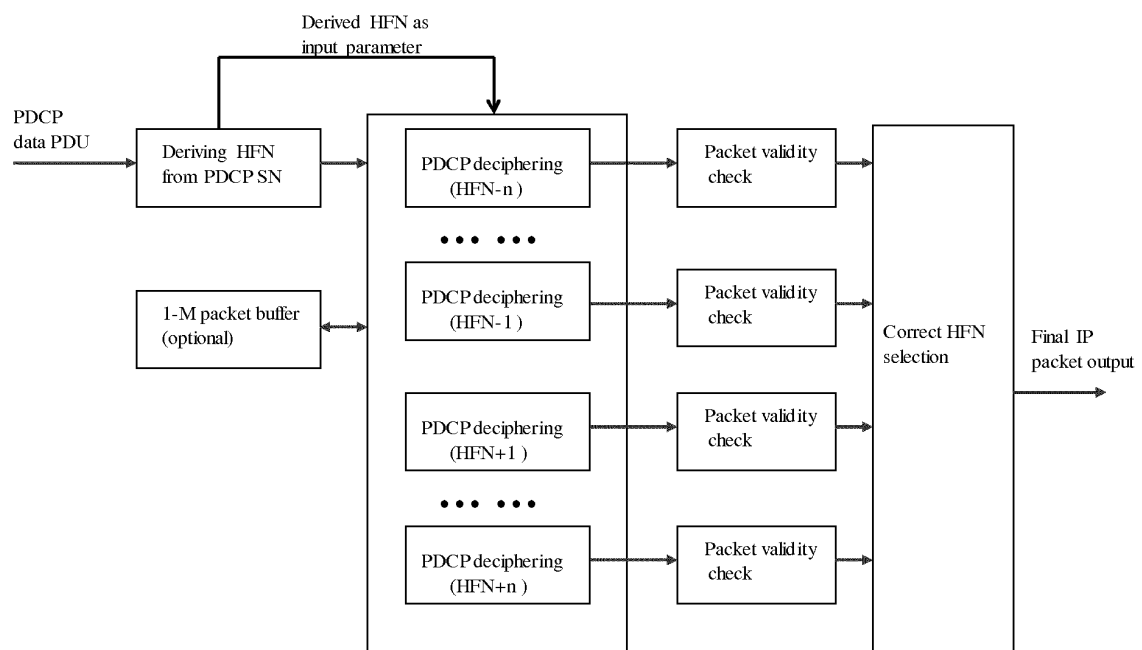 Derived HFN as
input parameter
PDCP
data PDU
Deriving HFN
from PDCP SN
PDCP deciphering
(HFN-n )
Packet validity
check
1-M packet buffer
(optional)
PDCP deciphering
(HFN-1 )
Packet validity
check
Correct HFN
selection
Final IP
packet output
PDCP deciphering
(HFN+1 )
Packet validity
check
PDCP deciphering
(HFN+n )
Packet validity
check